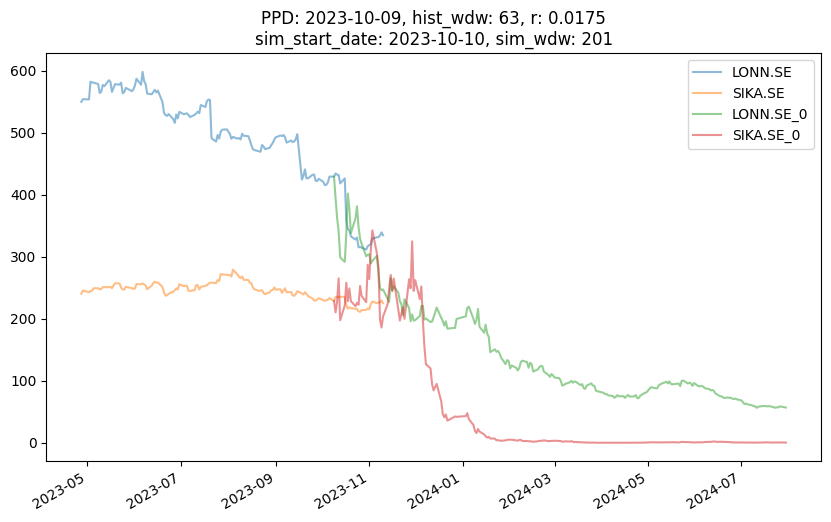 PPD: 2023-10-09, hist_wdw: 63, r: 0.0175
sim_start_date: 2023-10-10, sim_wdw: 201
LONN.SE
SIKA.SE
LONN.SE_0
SIKA.SE_0
600
500
400
300
200
100
0
2023-05
2023-07
2023-09
2023-11
2024-01
2024-03
2024-05
2024-07